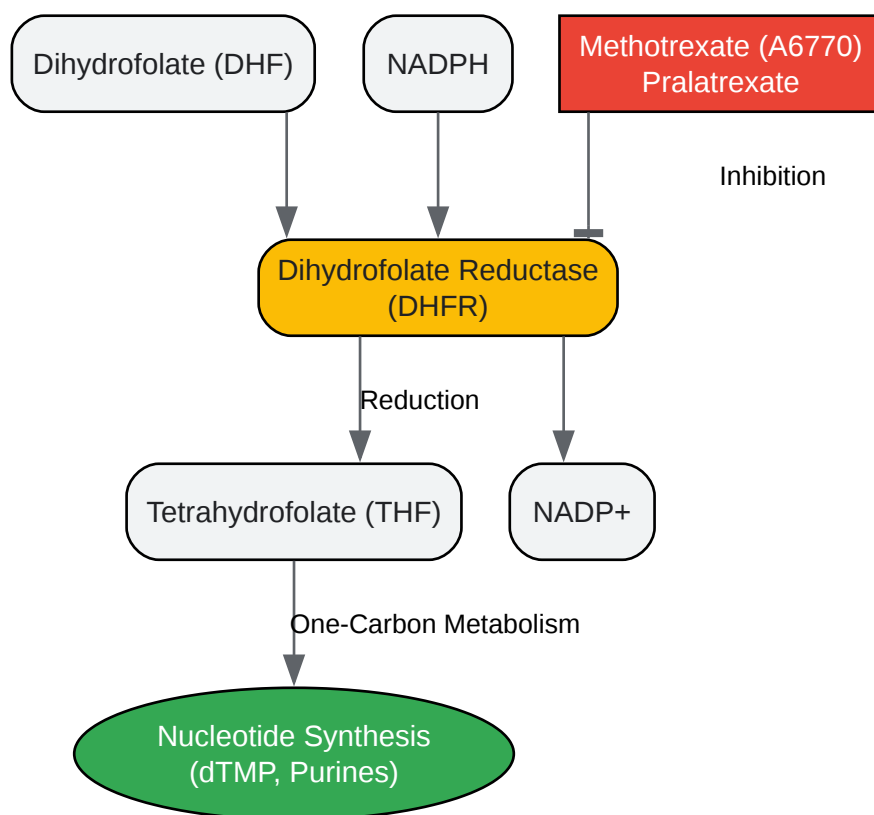 Dihydrofolate (DHF)
NADPH
Methotrexate (A6770)
Pralatrexate
Inhibition
Dihydrofolate Reductase
(DHFR)
Reduction
Tetrahydrofolate (THF)
NADP+
One-Carbon Metabolism
Nucleotide Synthesis
(dTMP, Purines)